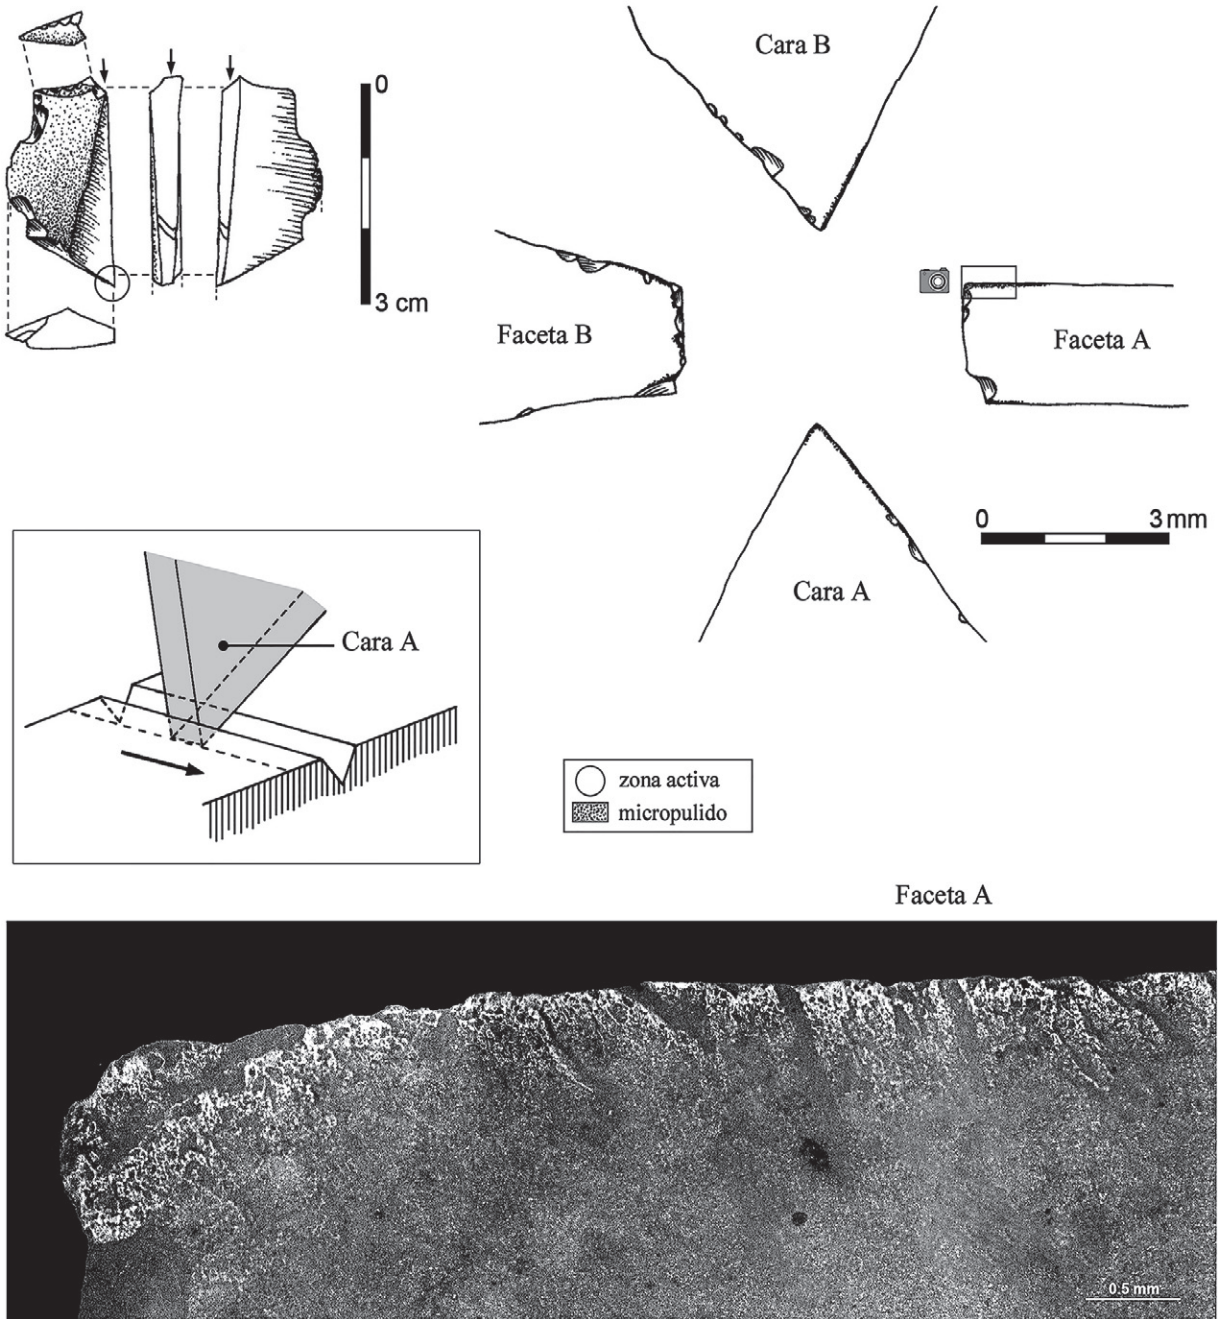 0
3 cm
Cara B
Faceta B
Faceta A
Cara A
0 3 mm
Cara A
zona activa
micropulido
Faceta A
0.5 mm